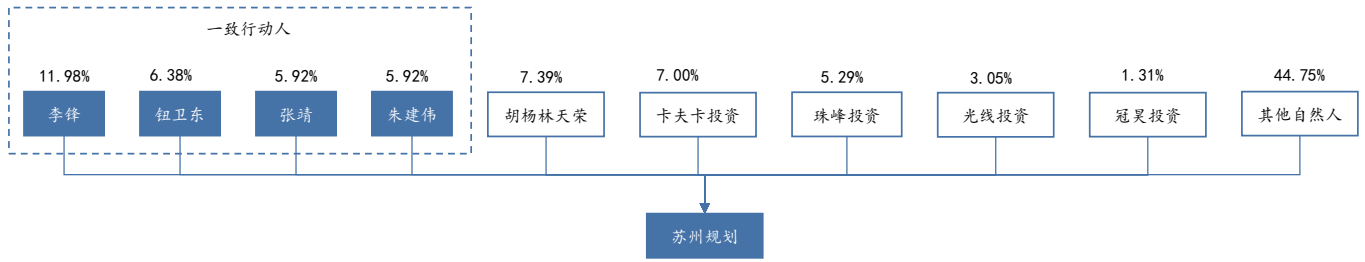 一致行动人
11.98% 6.38% 5.92% 5.92% 7.39% 7.00% 5.29% 3.05% 1.31% 44.75%
李锋 钮卫东 张靖 朱建伟 胡杨林天荣 卡夫卡投资 珠峰投资 光线投资 冠昊投资 其他自然人
苏州规划